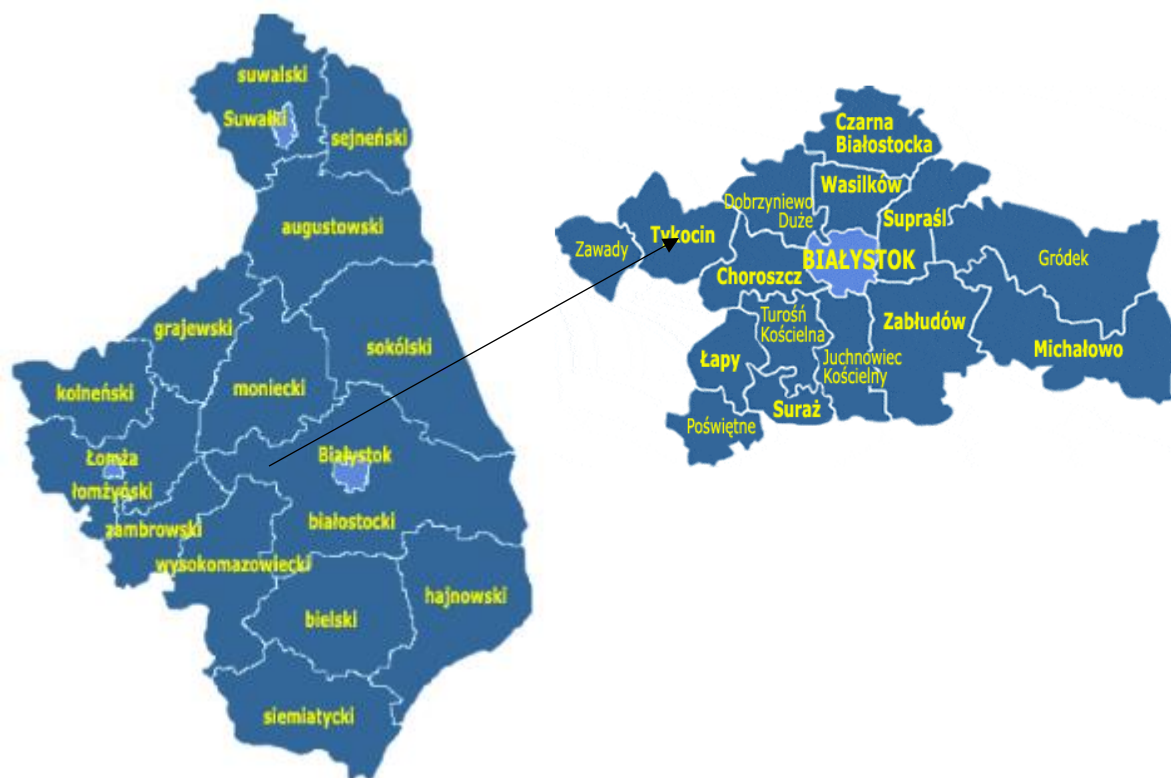 suwalski
Suwałki
sejneński
augustowski
grajewski
sokólski
kolneński
moniecki
Łomża
Białystok
łomżyński
zambrowski
białostocki
wysokomazowiecki
hajnowski
bielski
siemiatycki
Czarna
Białostocka
Wasilków
Dobrzyniewo
Duże
Supraśl
Tykocin
Zawady
BIAŁYSTOK
Gródek
Choroszcz
Turośń
Kościelna
Zabłudów
Łapy
Juchnowiec
Kościelny
Michałowo
Suraż
Poświętne